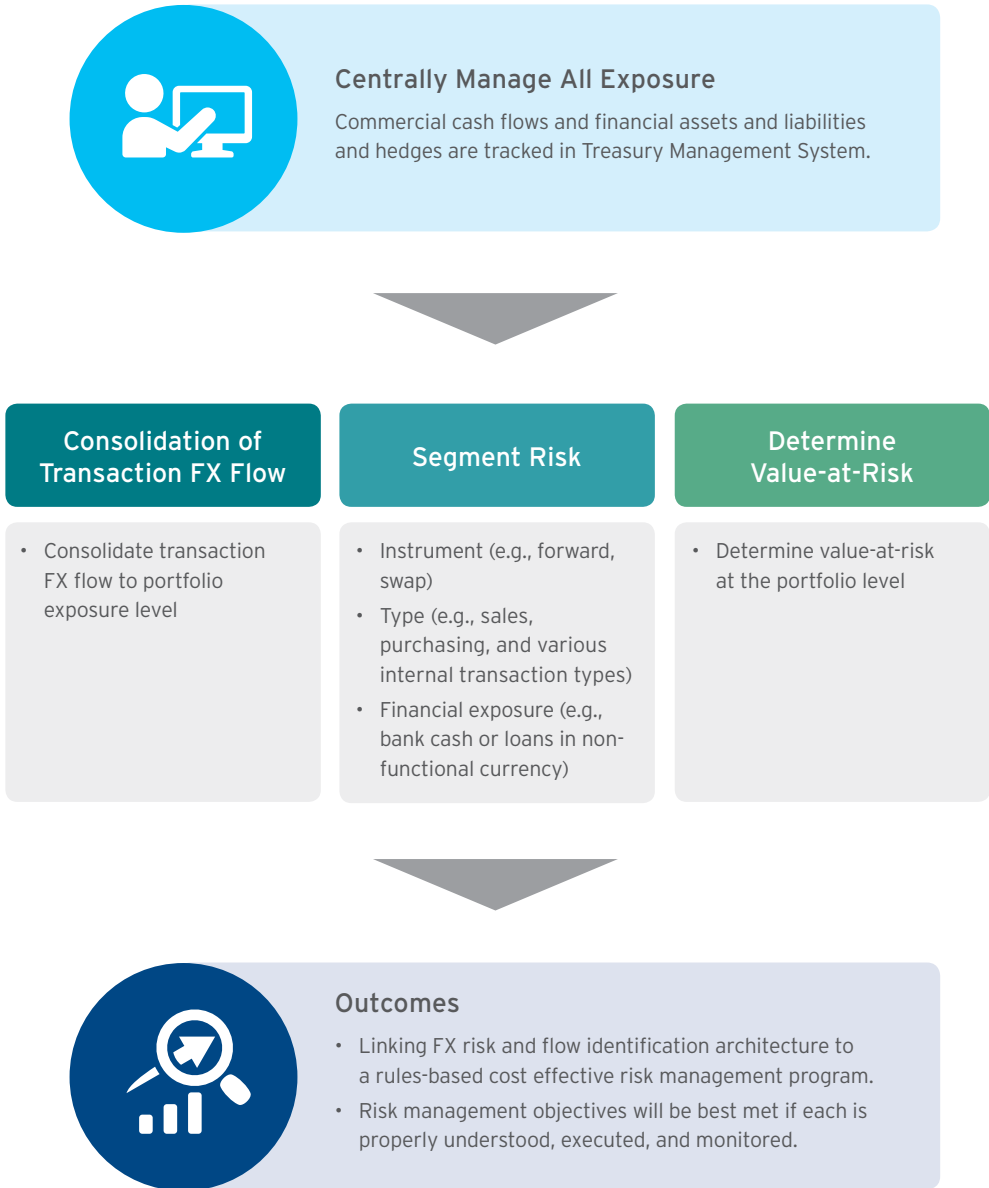 Centrally Manage All Exposure
Commercial cash flows and financial assets and liabilities
and hedges are tracked in Treasury Management System.
Consolidation of
Transaction FX Flow
• Consolidate transaction
FX flow to portfolio
exposure level
Segment Risk
• Instrument (e.g., forward,
swap)
• Type (e.g., sales,
purchasing, and various
internal transaction types)
• Financial exposure (e.g.,
bank cash or loans in non-
functional currency)
Determine
Value-at-Risk
• Determine value-at-risk
at the portfolio level
Outcomes
• Linking FX risk and flow identification architecture to
a rules-based cost effective risk management program.
• Risk management objectives will be best met if each is
properly understood, executed, and monitored.